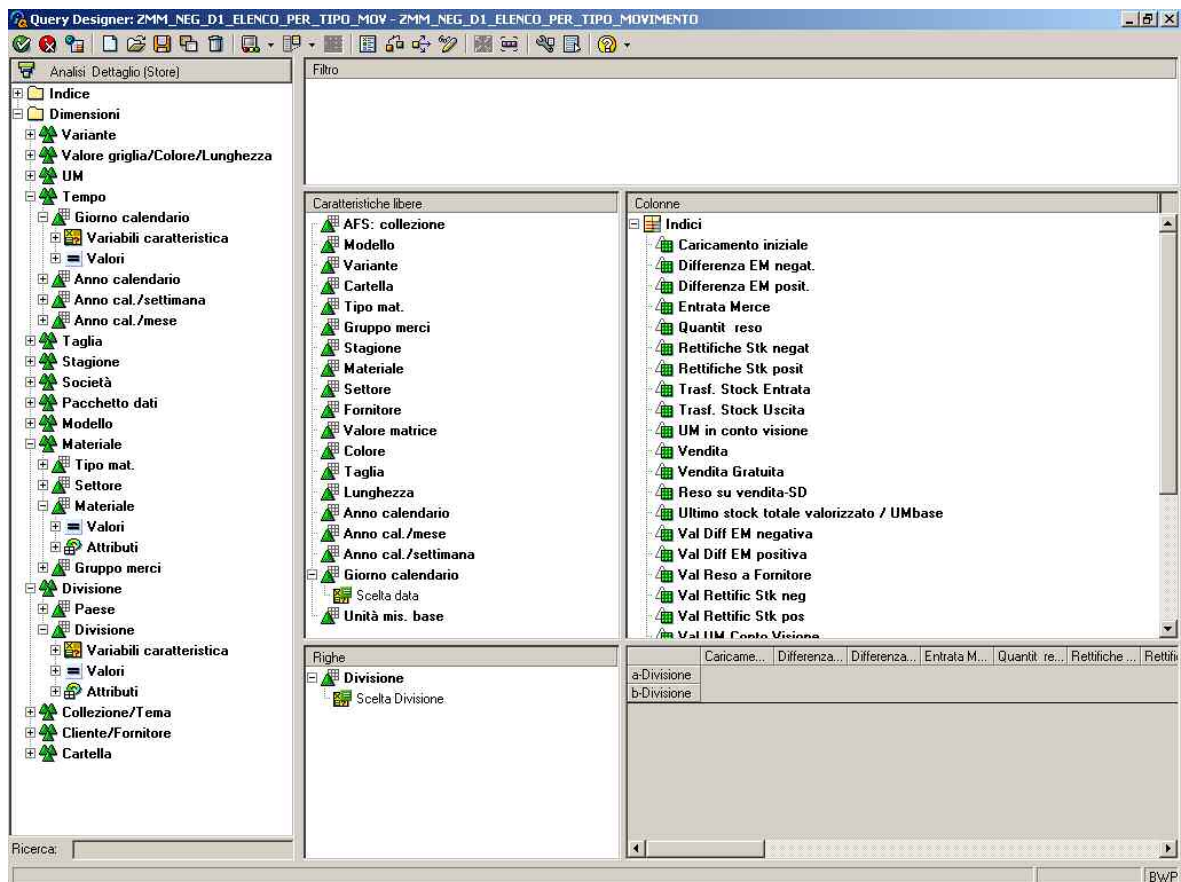 Query Designer: ZMM_NEG_D1_ELENCO_PER_TIPO_MOV - ZMM_NEG_D1_ELENCO_PER_TIPO_MOVIMENTO
Analisi Dettaglio (Store)
Indice
Dimensioni
Variante
Valore griglia/Colore/Lunghezza
UM
Tempo
Giorno calendario
Variabili caratteristica
Valori
Anno calendario
Anno cal./settimana
Anno cal./mese
Taglia
Stagione
Società
Pacchetto dati
Modello
Materiale
Tipo mat.
Settore
Materiale
Valori
Attributi
Gruppo merci
Divisione
Paese
Divisione
Variabili caratteristica
Valori
Attributi
Collezione/Tema
Cliente/Fornitore
Cartella
Ricerca:
Filtro
Caratteristiche libere
AFS: collezione
Modello
Variante
Cartella
Tipo mat.
Gruppo merci
Stagione
Materiale
Settore
Fornitore
Valore matrice
Colore
Taglia
Lunghezza
Anno calendario
Anno cal./mese
Anno cal./settimana
Giorno calendario
Scelta data
Unità mis. base
Colonne
Indici
Caricamento iniziale
Differenza EM negat.
Differenza EM posit.
Entrata Merce
Quantit reso
Rettifiche Stk negat
Rettifiche Stk posit
Trasf. Stock Entrata
Trasf. Stock Uscita
UM in conto visione
Vendita
Vendita Gratuita
Reso su vendita-SD
Ultimo stock totale valorizzato / UMbase
Val Diff EM negativa
Val Diff EM positiva
Val Reso a Fornitore
Val Rettific Stk neg
Val Rettific Stk pos
Val UM Conto Visione
Righe
Divisione
Scelta Divisione
Caricame... Differenza... Differenza... Entrata M... Quantit re... Rettifiche ... Rettifi
a-Divisione
b-Divisione
BWP